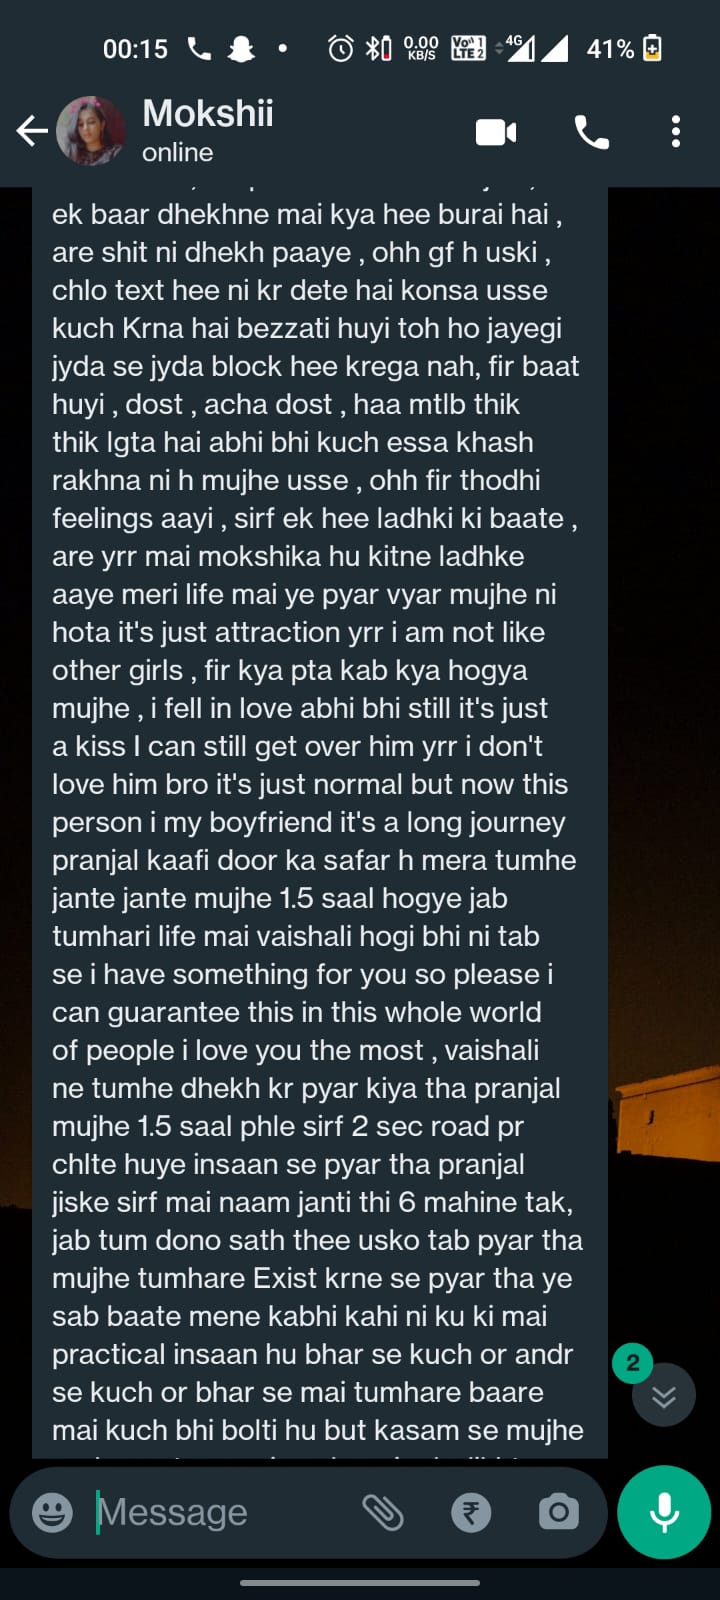 00:15
0.00 KB/S
Vo)) 1 LTE 2
4G
41%
Mokshii
online
ek baar dhekhne mai kya hee burai hai ,
are shit ni dhekh paaye , ohh gf h uski ,
chlo text hee ni kr dete hai konsa usse
kuch Krna hai bezzati huyi toh ho jayegi
jyda se jyda block hee krega nah, fir baat
huyi , dost , acha dost , haa mtlb thik
thik lgta hai abhi bhi kuch essa khash
rakhna ni h mujhe usse , ohh fir thodhi
feelings aayi , sirf ek hee ladhki ki baate ,
are yrr mai mokshika hu kitne ladhke
aaye meri life mai ye pyar vyar mujhe ni
hota it's just attraction yrr i am not like
other girls , fir kya pta kab kya hogya
mujhe , i fell in love abhi bhi still it's just
a kiss I can still get over him yrr i don't
love him bro it's just normal but now this
person i my boyfriend it's a long journey
pranjal kaafi door ka safar h mera tumhe
jante jante mujhe 1.5 saal hogye jab
tumhari life mai vaishali hogi bhi ni tab
se i have something for you so please i
can guarantee this in this whole world
of people i love you the most , vaishali
ne tumhe dhekh kr pyar kiya tha pranjal
mujhe 1.5 saal phle sirf 2 sec road pr
chlte huye insaan se pyar tha pranjal
jiske sirf mai naam janti thi 6 mahine tak,
jab tum dono sath thee usko tab pyar tha
mujhe tumhare Exist krne se pyar tha ye
sab baate mene kabhi kahi ni ku ki mai
practical insaan hu bhar se kuch or andr
se kuch or bhar se mai tumhare baare
mai kuch bhi bolti hu but kasam se mujhe
2
Message